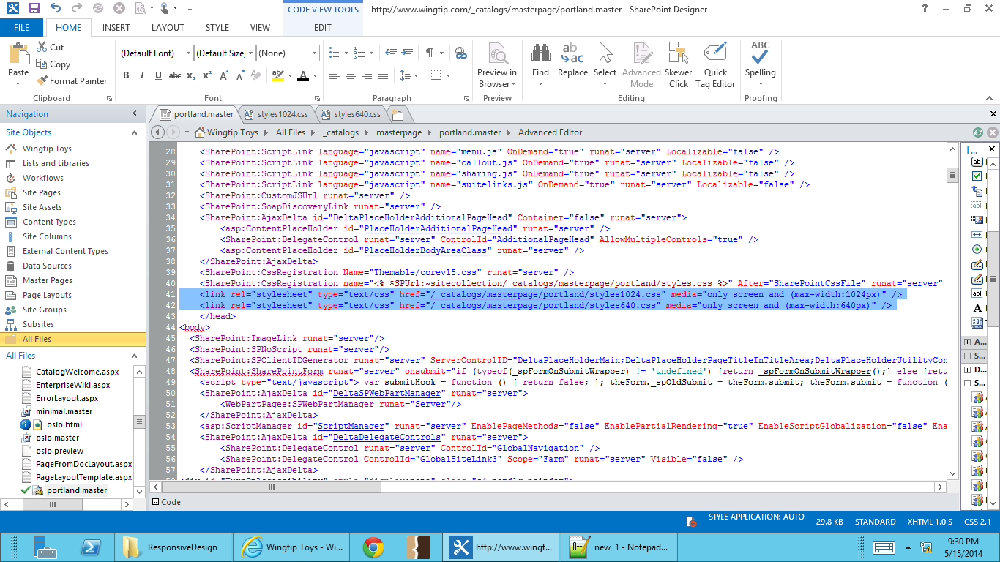 CODE VIEW TOOLS
http://www.wingtip.com/_catalogs/masterpage/portland.master - SharePoint Designer
FILE HOME INSERT LAYOUT STYLE VIEW EDIT
Paste
Cut
Copy
Format Painter
Clipboard
(Default Font) (Default Size) (None)
B I U abc x₂ x² A A A
Font
Paragraph
Preview in Browser
Preview
Find
Replace
Select
Advanced Mode
Skewer Click
Quick Tag Editor
Editing
ABC
Spelling
Proofing
Navigation
Site Objects
Wingtip Toys
Lists and Libraries
Workflows
Site Pages
Site Assets
Content Types
Site Columns
External Content Types
Data Sources
Master Pages
Page Layouts
Site Groups
Subsites
All Files
All Files
CatalogWelcome.aspx
EnterpriseWiki.aspx
ErrorLayout.aspx
minimal.master
oslo.html
oslo.master
oslo.preview
PageFromDocLayout.aspx
PageLayoutTemplate.aspx
portland.master
portland.master styles1024.css styles640.css
Wingtip Toys All Files _catalogs masterpage portland.master Advanced Editor
28 <SharePoint:ScriptLink language="javascript" name="menu.js" OnDemand="true" runat="server" Localizable="false" />
29 <SharePoint:ScriptLink language="javascript" name="callout.js" OnDemand="true" runat="server" Localizable="false" />
30 <SharePoint:ScriptLink language="javascript" name="sharing.js" OnDemand="true" runat="server" Localizable="false" />
31 <SharePoint:ScriptLink language="javascript" name="suitelinks.js" OnDemand="true" runat="server" Localizable="false" />
32 <SharePoint:CustomJSUrl runat="server" />
33 <SharePoint:SoapDiscoveryLink runat="server" />
34 <SharePoint:AjaxDelta id="DeltaPlaceHolderAdditionalPageHead" Container="false" runat="server">
35 <asp:ContentPlaceHolder id="PlaceHolderAdditionalPageHead" runat="server" />
36 <SharePoint:DelegateControl runat="server" ControlId="AdditionalPageHead" AllowMultipleControls="true" />
37 <asp:ContentPlaceHolder id="PlaceHolderBodyAreaClass" runat="server" />
38 </SharePoint:AjaxDelta>
39 <SharePoint:CssRegistration Name="Themable/corev15.css" runat="server" />
40 <SharePoint:CssRegistration name="<% $SPUrl:~sitecollection/_catalogs/masterpage/portland/styles.css %>" After="SharePointCssFile" runat="server"
41 <link rel="stylesheet" type="text/css" href="/_catalogs/masterpage/portland/styles1024.css" media="only screen and (max-width:1024px)" />
42 <link rel="stylesheet" type="text/css" href="/_catalogs/masterpage/portland/styles640.css" media="only screen and (max-width:640px)" />
43 </head>
44 <body>
45 <SharePoint:ImageLink runat="server"/>
46 <SharePoint:SPNoScript runat="server"/>
47 <SharePoint:SPClientIDGenerator runat="server" ServerControlID="DeltaPlaceHolderMain;DeltaPlaceHolderPageTitleInTitleArea;DeltaPlaceHolderUtilityCon
48 <SharePoint:SharePointForm runat="server" onsubmit="if (typeof(_spFormOnSubmitWrapper) != 'undefined') {return _spFormOnSubmitWrapper();} else {retu
49 <script type="text/javascript"> var submitHook = function () { return false; }; theForm._spOldSubmit = theForm.submit; theForm.submit = function (
50 <SharePoint:AjaxDelta id="DeltaSPWebPartManager" runat="server">
51 <WebPartPages:SPWebPartManager runat="Server"/>
52 </SharePoint:AjaxDelta>
53 <asp:ScriptManager id="ScriptManager" runat="server" EnablePageMethods="false" EnablePartialRendering="true" EnableScriptGlobalization="false" Ena
54 <SharePoint:AjaxDelta id="DeltaDelegateControls" runat="server">
55 <SharePoint:DelegateControl runat="server" ControlId="GlobalNavigation" />
56 <SharePoint:DelegateControl ControlId="GlobalSiteLink3" Scope="Farm" runat="server" Visible="false" />
57 </SharePoint:AjaxDelta>
Code
T...
A...
S...
D...
S...
STYLE APPLICATION: AUTO 29.8 KB STANDARD XHTML 1.0 S CSS 2.1
ResponsiveDesign
Wingtip Toys - Wi...
http://www.wingt...
new 1 - Notepad...
9:30 PM
5/15/2014